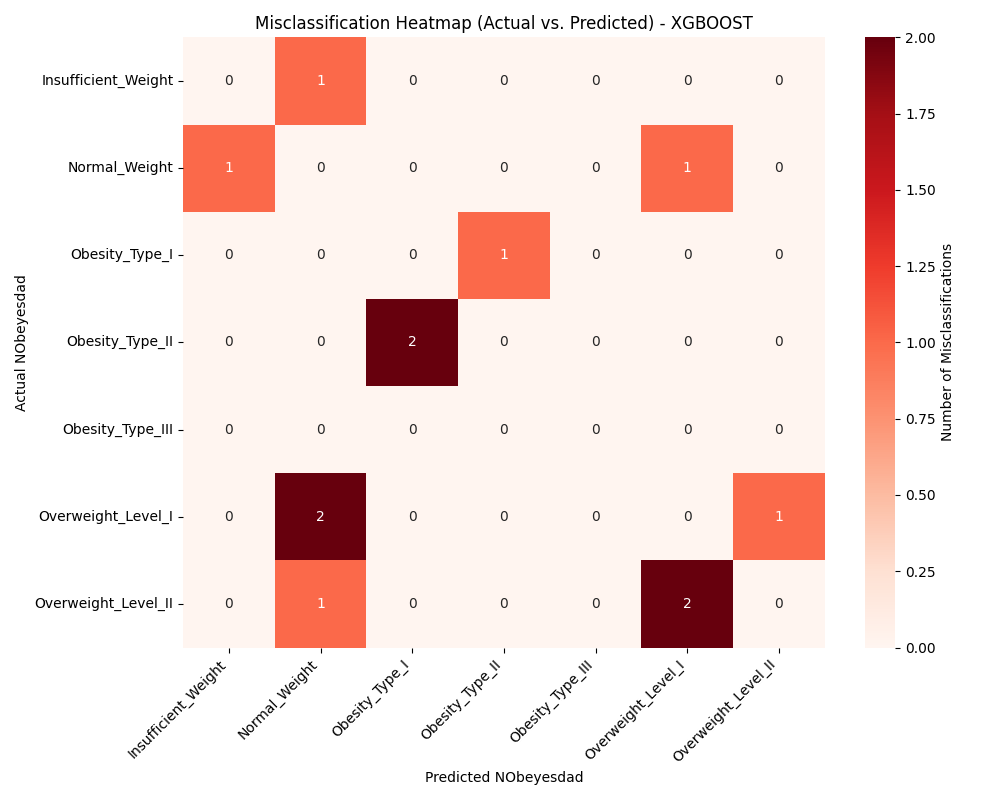 Misclassification Heatmap (Actual vs. Predicted) - XGBOOST
Actual NObeyesdad
Insufficient_Weight 0 1 0 0 0 0 0
Normal_Weight 1 0 0 0 0 1 0
Obesity_Type_I 0 0 0 1 0 0 0
Obesity_Type_II 0 0 2 0 0 0 0
Obesity_Type_III 0 0 0 0 0 0 0
Overweight_Level_I 0 2 0 0 0 0 1
Overweight_Level_II 0 1 0 0 0 2 0
Insufficient_Weight
Normal_Weight
Obesity_Type_I
Obesity_Type_II
Obesity_Type_III
Overweight_Level_I
Overweight_Level_II
Predicted NObeyesdad
2.00
1.75
1.50
1.25
1.00
0.75
0.50
0.25
0.00
Number of Misclassifications